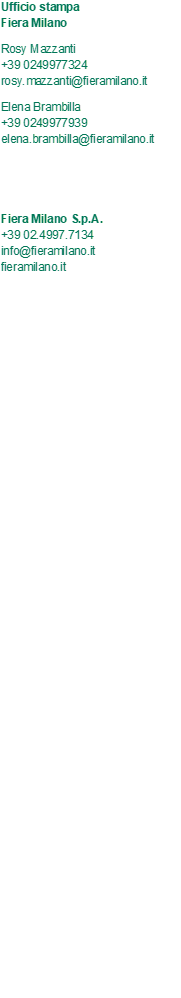 Ufficio stampa
Fiera Milano
Rosy Mazzanti
+39 0249977324
rosy.mazzanti@fieramilano.it
Elena Brambilla
+39 0249977939
elena.brambilla@fieramilano.it
Fiera Milano S.p.A.
+39 02.4997.7134
info@fieramilano.it
fieramilano.it